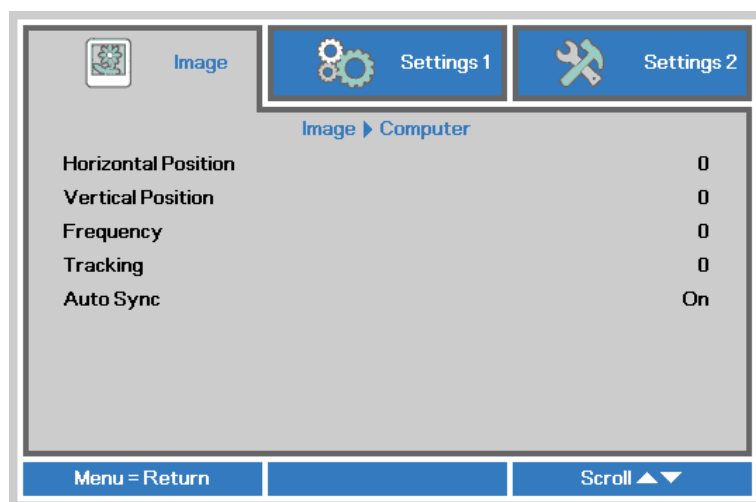 Image
Settings 1
Settings 2
Image ▶ Computer
Horizontal Position 0
Vertical Position 0
Frequency 0
Tracking 0
Auto Sync On
Menu = Return
Scroll ▲▼